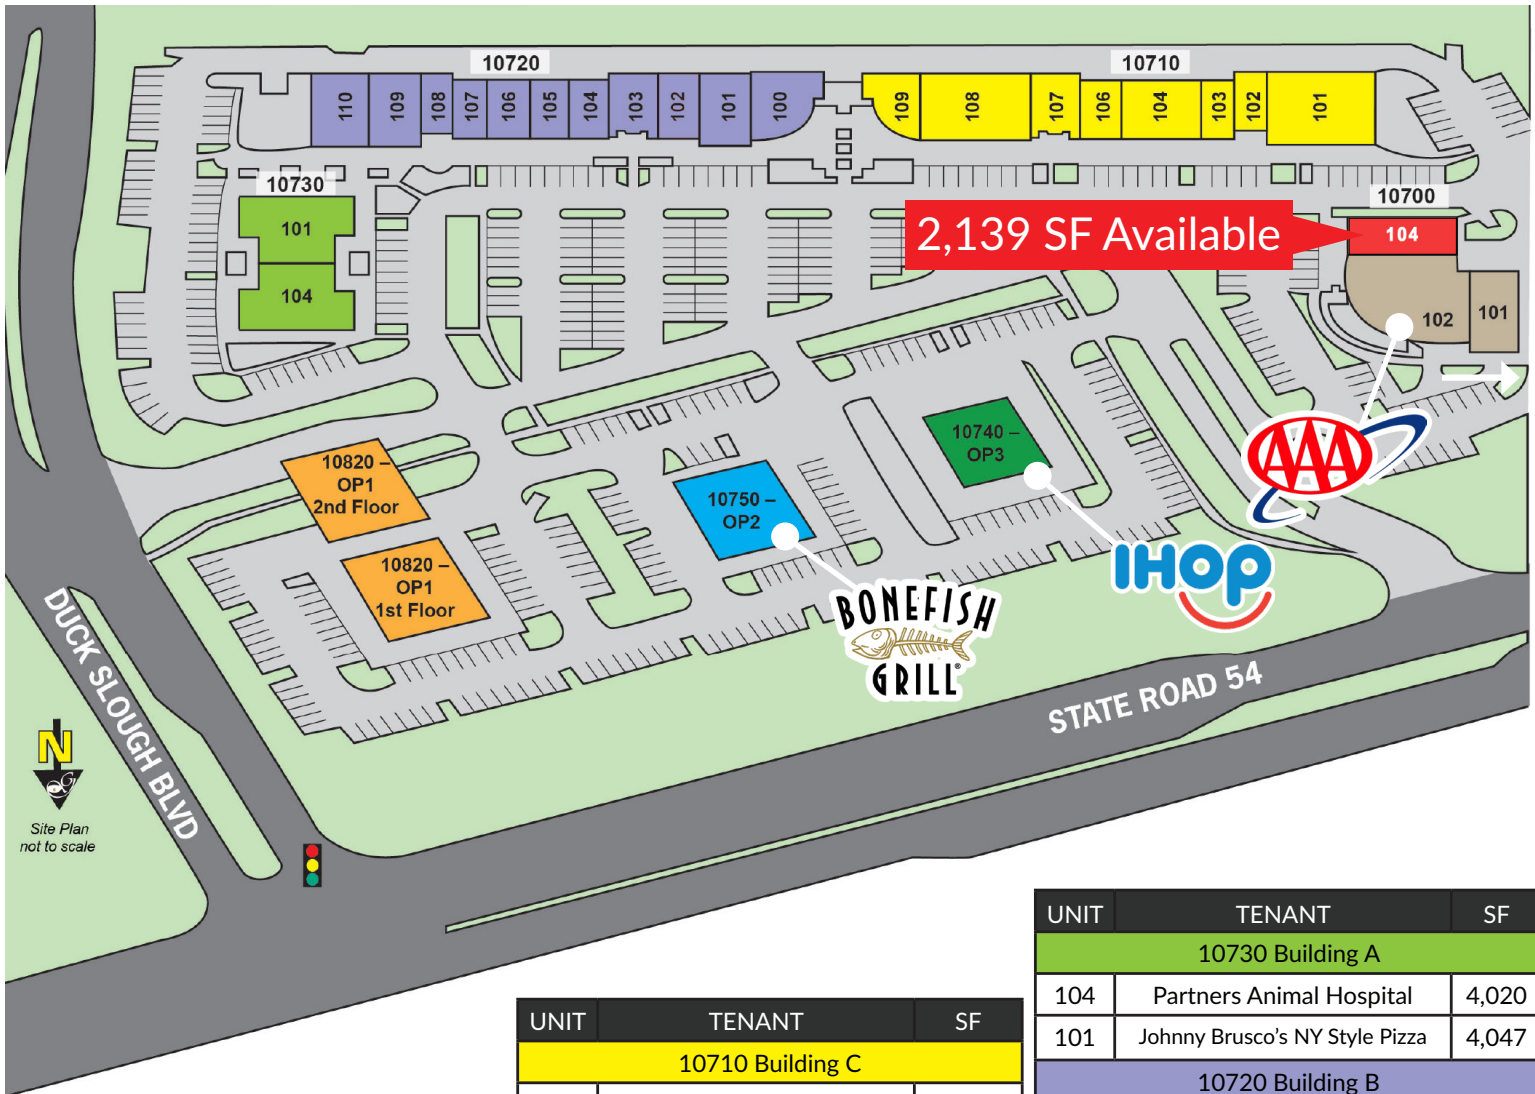 10720
10710
110
109
108
107
106
105
104
103
102
101
100
109
108
107
106
104
103
102
101
10730
101
104
10700
2,139 SF Available
104
102
101
AAA
10740 –
OP3
IHOP
10820 –
OP1
2nd Floor
10750 –
OP2
10820 –
OP1
1st Floor
BONEFISH
GRILL®
DUCK SLOUGH BLVD
STATE ROAD 54
N
Site Plan
not to scale
UNIT TENANT SF
10730 Building A
104 Partners Animal Hospital 4,020
101 Johnny Brusco’s NY Style Pizza 4,047
10720 Building B
UNIT TENANT SF
10710 Building C